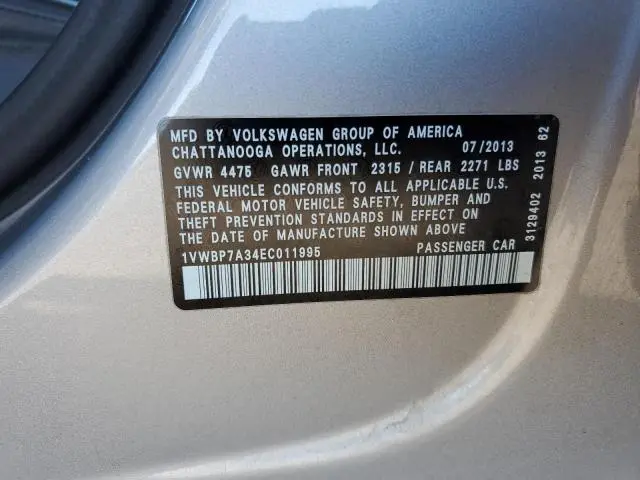 MFD BY VOLKSWAGEN GROUP OF AMERICA
CHATTANOOGA OPERATIONS, LLC. 07/2013
GVWR 4475 GAWR FRONT 2315 / REAR 2271 LBS
THIS VEHICLE CONFORMS TO ALL APPLICABLE U.S.
FEDERAL MOTOR VEHICLE SAFETY, BUMPER AND
THEFT PREVENTION STANDARDS IN EFFECT ON
THE DATE OF MANUFACTURE SHOWN ABOVE
1VWBP7A34EC011995 PASSENGER CAR
3129402 2013 62